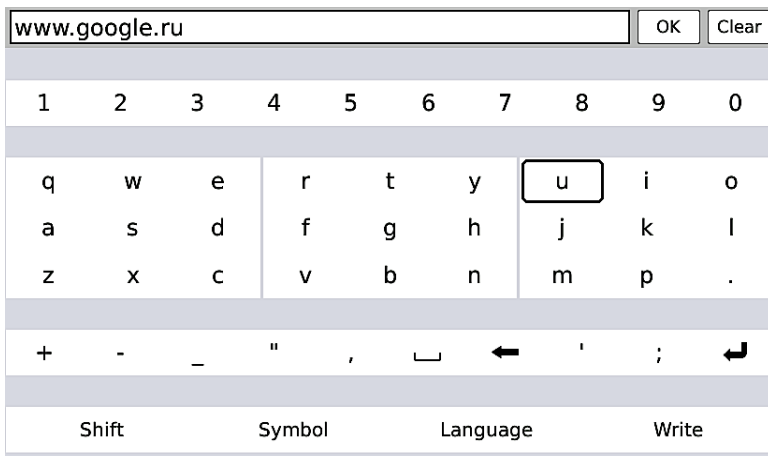 www.google.ru OK Clear
1 2 3 4 5 6 7 8 9 0
q w e r t y u i o
a s d f g h j k l
z x c v b n m p .
+ - _ " , ' ;
Shift Symbol Language Write